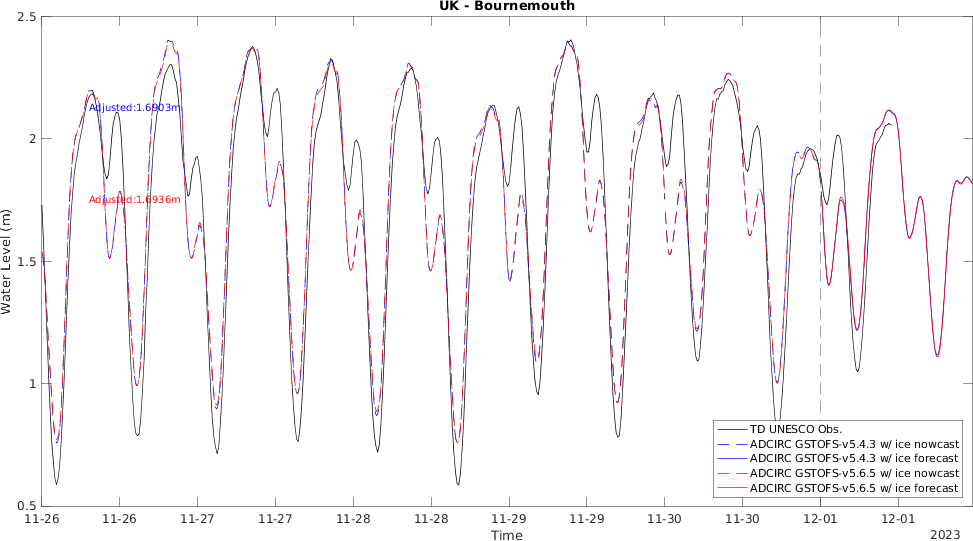 UK - Bournemouth
Water Level (m)
2.5
2
1.5
1
0.5
Adjusted:1.6903m
Adjusted:1.6936m
TD UNESCO Obs.
ADCIRC GSTOFS-v5.4.3 w/ ice nowcast
ADCIRC GSTOFS-v5.4.3 w/ ice forecast
ADCIRC GSTOFS-v5.6.5 w/ ice nowcast
ADCIRC GSTOFS-v5.6.5 w/ ice forecast
11-26 11-26 11-27 11-27 11-28 11-28 11-29 11-29 11-30 11-30 12-01 12-01
Time
2023